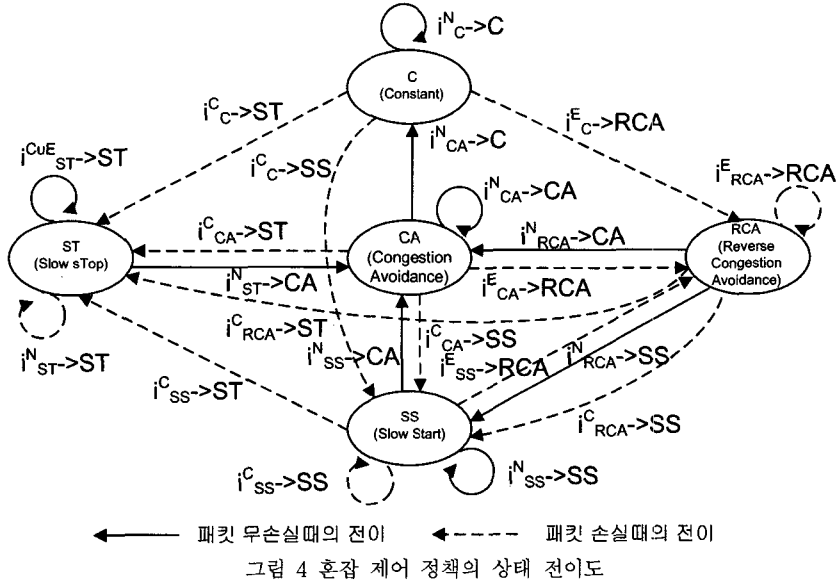 i^N_C->C
C
(Constant)
i^C_C->ST
i^E_C->RCA
i^N_CA->C
i^CuE_ST->ST
i^C_C->SS
i^N_CA->CA
i^E_RCA->RCA
ST
(Slow sTop)
i^C_CA->ST
CA
(Congestion
Avoidance)
i^N_RCA->CA
RCA
(Reverse
Congestion
Avoidance)
i^N_ST->CA
i^E_CA->RCA
i^N_ST->ST
i^C_RCA->ST
i^C_CA->SS
i^N_SS->CA
i^E_SS->RCA
i^N_RCA->SS
i^C_SS->ST
SS
(Slow Start)
i^C_RCA->SS
i^C_SS->SS
i^N_SS->SS
패킷 무손실때의 전이
패킷 손실때의 전이
그림 4 혼잡 제어 정책의 상태 전이도